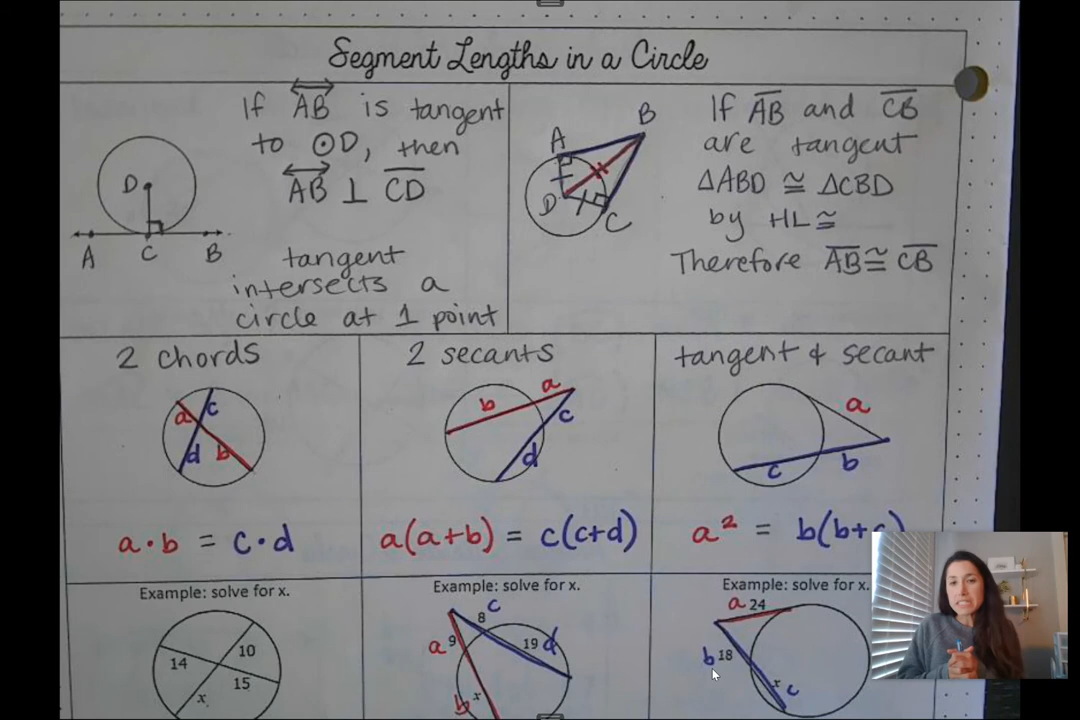 Segment Lengths in a Circle
If AB is tangent
to ⊙D, then
AB ⊥ CD
tangent
intersects a
circle at 1 point
D
A C B
If AB and CB
are tangent
△ABD ≅ △CBD
by HL≅
Therefore AB ≅ CB
A B
D C
2 chords
a c
d b
a·b = c·d
2 secants
a
b c
d
a(a+b) = c(c+d)
tangent & secant
a
c b
a² = b(b+c)
Example: solve for x.
14 10
15
x
Example: solve for x.
c
8
a 9 19 d
b x
Example: solve for x.
a 24
b 18
x c